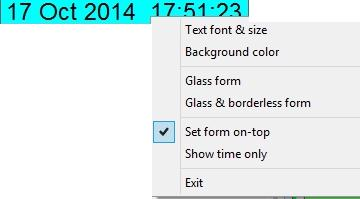 17 Oct 2014 17:51:23
Text font & size
Background color
Glass form
Glass & borderless form
Set form on-top
Show time only
Exit